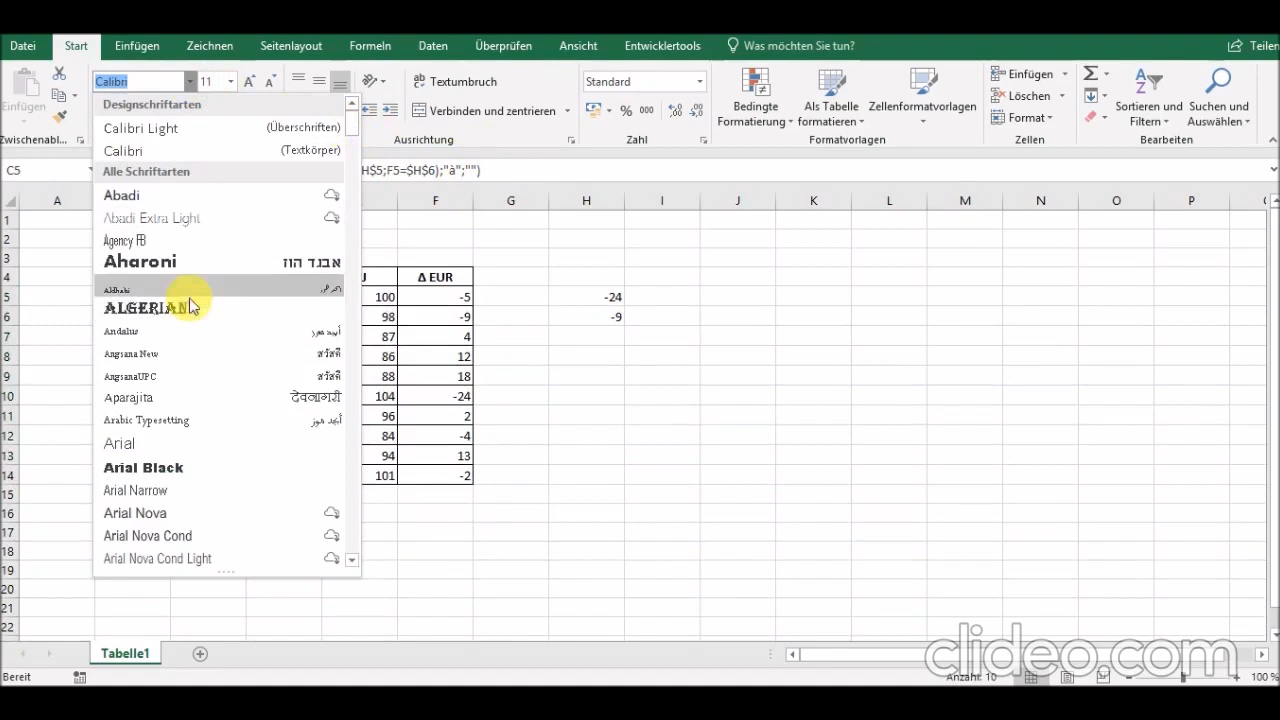 Datei Start Einfügen Zeichnen Seitenlayout Formeln Daten Überprüfen Ansicht Entwicklertools Was möchten Sie tun? Teilen
Calibri 11 Textumbruch Standard Einfügen
Einfügen Verbinden und zentrieren % 000 Bedingte Formatierung Als Tabelle formatieren Zellenformatvorlagen Löschen Sortieren und Filtern Suchen und Auswählen
Format
Zwischenabl... Ausrichtung Zahl Formatvorlagen Zellen Bearbeiten
C5 H$5;F5=$H$6);"à";"")
Designschriftarten
Calibri Light (Überschriften)
Calibri (Textkörper)
Alle Schriftarten
Abadi
Abadi Extra Light
Agency FB
Aharoni אבגד הוז
Aldhabi
ALGERIAN
Andalus أبجد هوز
Angsana New สวัสดี
AngsanaUPC สวัสดี
Aparajita देवनागरी
Arabic Typesetting أبجد هوز
Arial
Arial Black
Arial Narrow
Arial Nova
Arial Nova Cond
Arial Nova Cond Light
A F G H I J K L M N O P
1
2
3
4 Δ EUR
5 100 -5 -24
6 98 -9 -9
7 87 4
8 86 12
9 88 18
10 104 -24
11 96 2
12 84 -4
13 94 13
14 101 -2
15
16
17
18
19
20
21
22
Tabelle1
clideo.com
Bereit Anzahl: 10 100 %